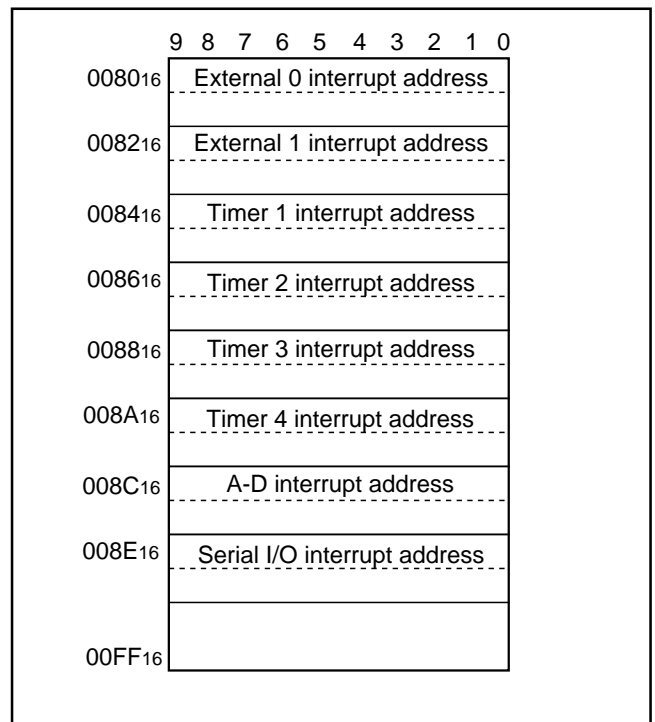 9 8 7 6 5 4 3 2 1 0
008016 External 0 interrupt address
008216 External 1 interrupt address
008416 Timer 1 interrupt address
008616 Timer 2 interrupt address
008816 Timer 3 interrupt address
008A16 Timer 4 interrupt address
008C16 A-D interrupt address
008E16 Serial I/O interrupt address
00FF16